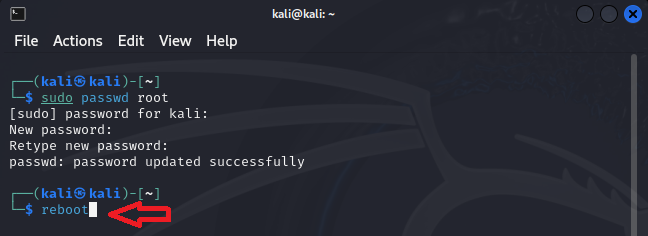 kali@kali: ~
File Actions Edit View Help
┌──(kali㉿kali)-[~]
└─$ sudo passwd root
[sudo] password for kali:
New password:
Retype new password:
passwd: password updated successfully
┌──(kali㉿kali)-[~]
└─$ reboot